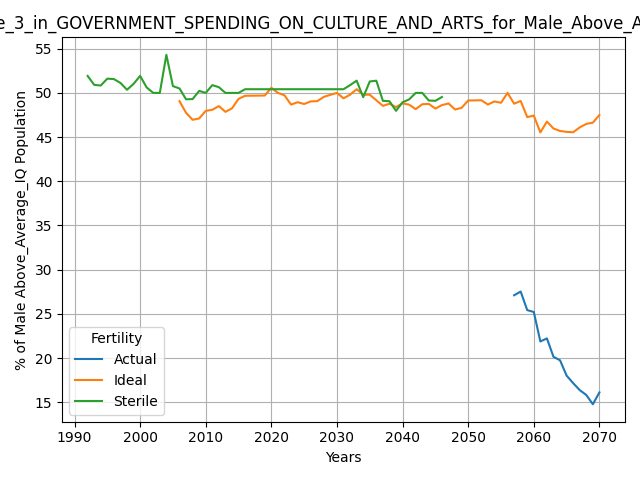 e_3_in_GOVERNMENT_SPENDING_ON_CULTURE_AND_ARTS_for_Male_Above_A
% of Male Above_Average_IQ Population
55
50
45
40
35
30
25
20
15
Fertility
Actual
Ideal
Sterile
1990 2000 2010 2020 2030 2040 2050 2060 2070
Years